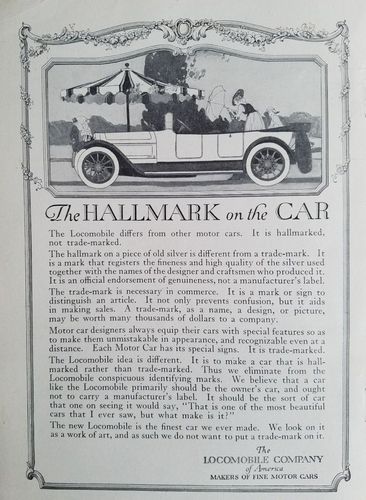 The HALLMARK on the CAR
The Locomobile differs from other motor cars. It is hallmarked,
not trade-marked.
The hallmark on a piece of old silver is different from a trade-mark. It
is a mark that registers the fineness and high quality of the silver used
together with the names of the designer and craftsmen who produced it.
It is an official endorsement of genuineness, not a manufacturer's label.
The trade-mark is necessary in commerce. It is a mark or sign to
distinguish an article. It not only prevents confusion, but it aids
in making sales. A trade-mark, as a name, a design, or picture,
may be worth many thousands of dollars to a company.
Motor car designers always equip their cars with special features so as
to make them unmistakable in appearance, and recognizable even at a
distance. Each Motor Car has its special signs. It is trade-marked.
The Locomobile idea is different. It is to make a car that is hall-
marked rather than trade-marked. Thus we eliminate from the
Locomobile conspicuous identifying marks. We believe that a car
like the Locomobile primarily should be the owner's car, and ought
not to carry a manufacturer's label. It should be the sort of car
that one on seeing it would say, "That is one of the most beautiful
cars that I ever saw, but what make is it?"
The new Locomobile is the finest car we ever made. We look on it
as a work of art, and as such we do not want to put a trade-mark on it.
The
LOCOMOBILE COMPANY
of America
MAKERS OF FINE MOTOR CARS